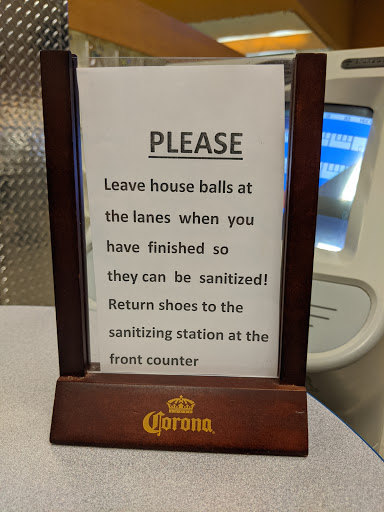 PLEASE
Leave house balls at
the lanes when you
have finished so
they can be sanitized!
Return shoes to the
sanitizing station at the
front counter
Corona